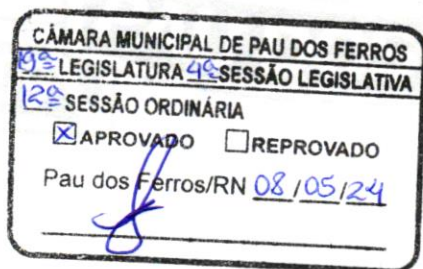 CÂMARA MUNICIPAL DE PAU DOS FERROS
19ª LEGISLATURA 4ª SESSÃO LEGISLATIVA
12ª SESSÃO ORDINÁRIA
☒ APROVADO ☐ REPROVADO
Pau dos Ferros/RN 08/05/24